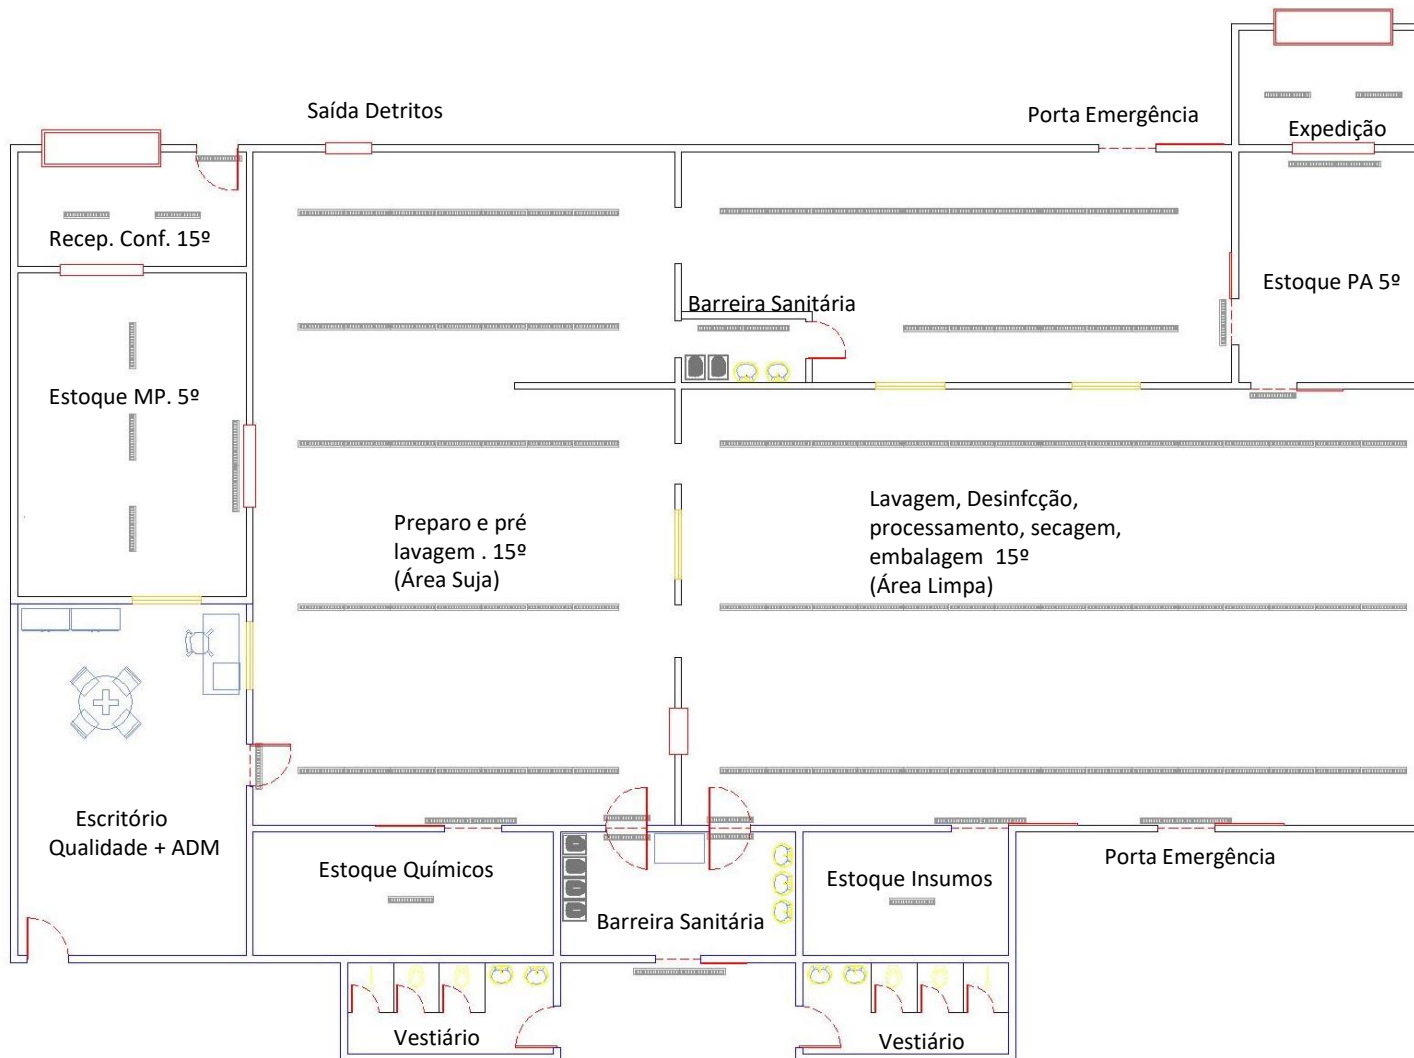 Saída Detritos
Porta Emergência
Expedição
Recep. Conf. 15º
Estoque PA 5º
Barreira Sanitária
Estoque MP. 5º
Preparo e pré
lavagem . 15º
(Área Suja)
Lavagem, Desinfcção,
processamento, secagem,
embalagem 15º
(Área Limpa)
Escritório
Qualidade + ADM
Estoque Químicos
Barreira Sanitária
Estoque Insumos
Porta Emergência
Vestiário
Vestiário